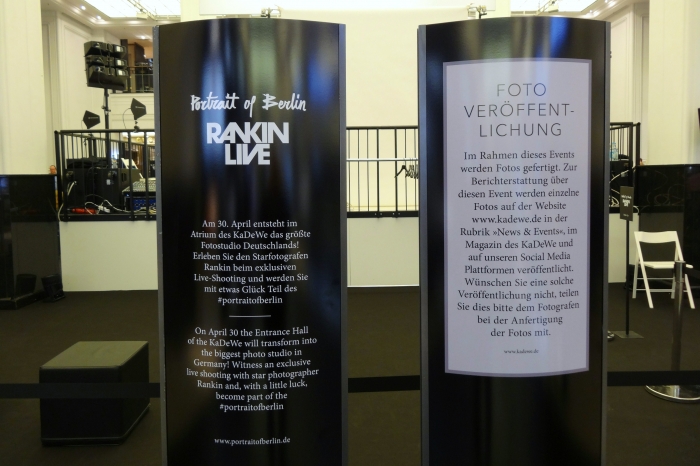 Portrait of Berlin
RANKIN
LIVE
Am 30. April entsteht im
Atrium des KaDeWe das größte
Fotostudio Deutschlands!
Erleben Sie den Starfotografen
Rankin beim exklusiven
Live-Shooting und werden Sie
mit etwas Glück Teil des
#portraitofberlin
On April 30 the Entrance Hall
of the KaDeWe will transform into
the biggest photo studio in
Germany! Witness an exclusive
live shooting with star photographer
Rankin and, with a little luck,
become part of the
#portraitofberlin
www.portraitofberlin.de
FOTO
VERÖFFENT-
LICHUNG
Im Rahmen dieses Events
werden Fotos gefertigt. Zur
Berichterstattung über
diesen Event werden einzelne
Fotos auf der Website
www.kadewe.de in der
Rubrik »News & Events«, im
Magazin des KaDeWe und
auf unseren Social Media
Plattformen veröffentlicht.
Wünschen Sie eine solche
Veröffentlichung nicht, teilen
Sie dies bitte dem Fotografen
bei der Anfertigung
der Fotos mit.
www.kadewe.de